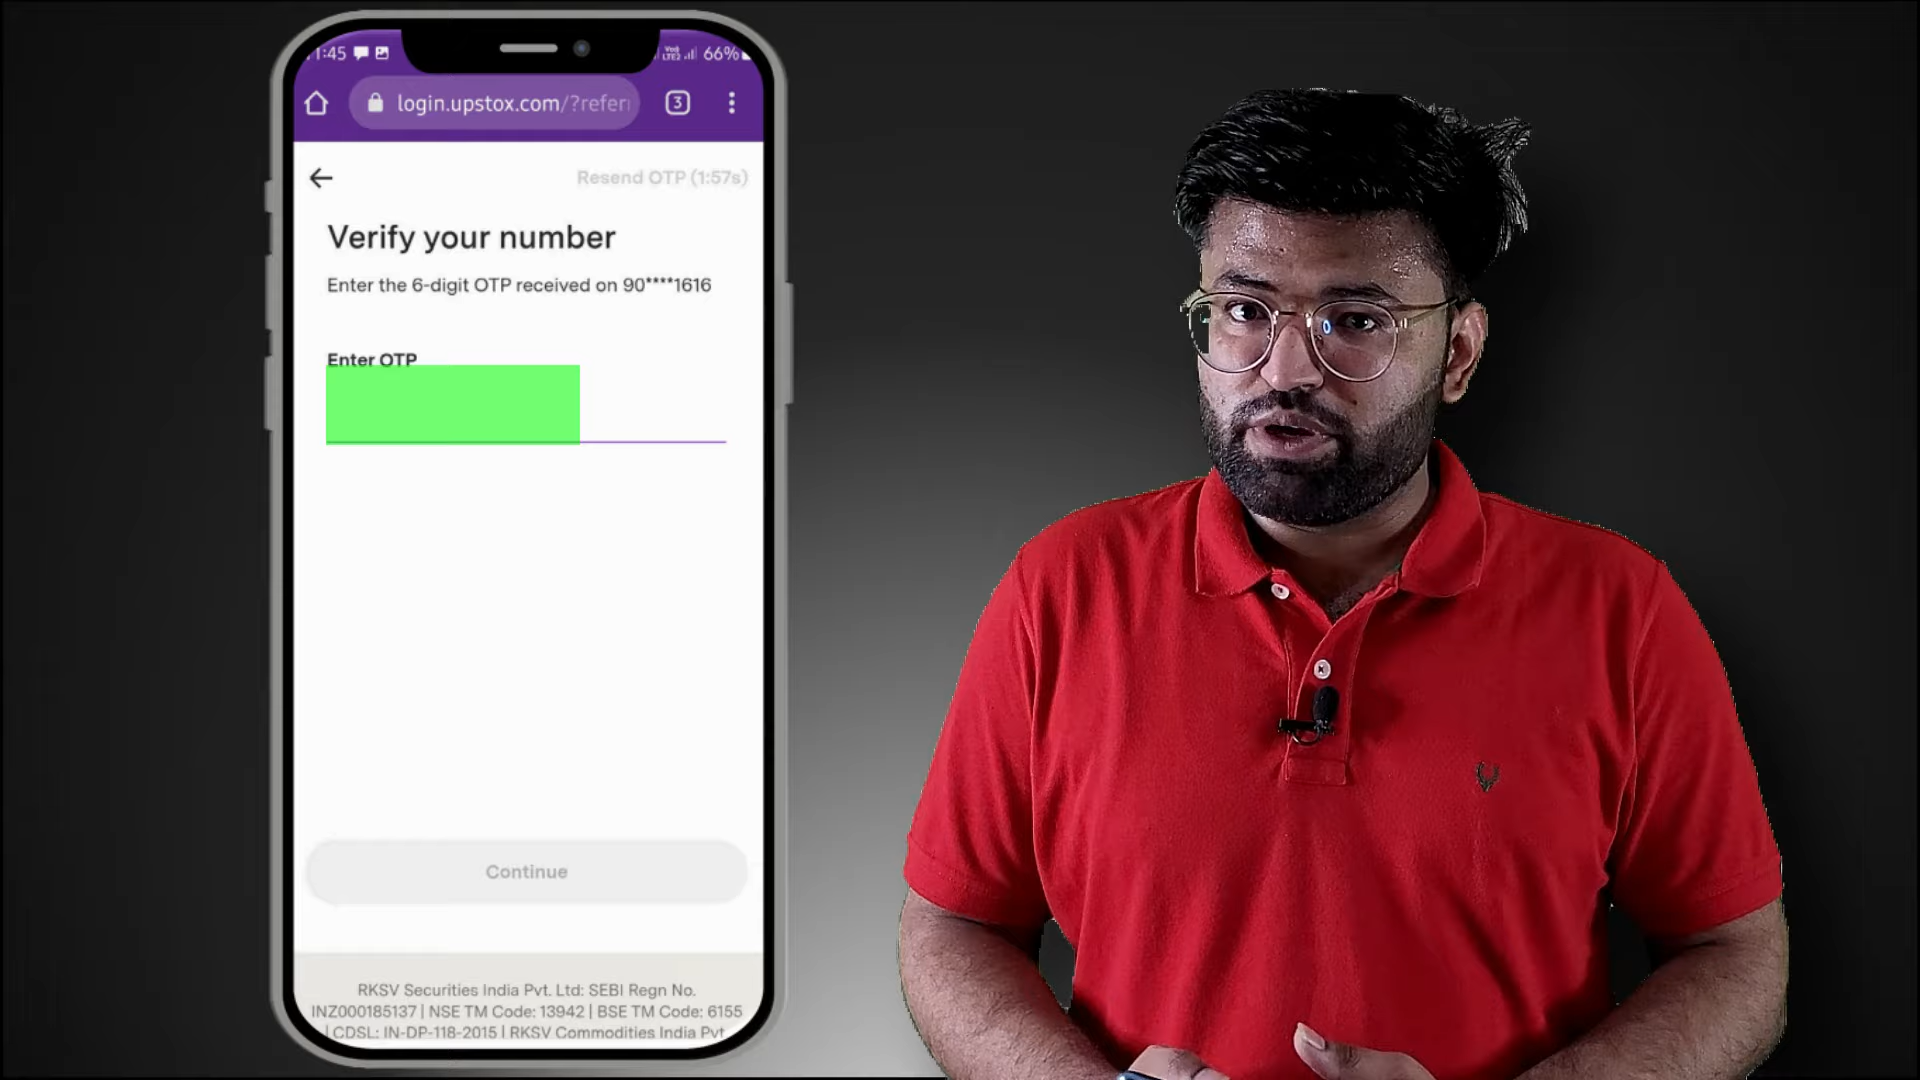 1:45 66%
login.upstox.com/?refer
3
Resend OTP (1:57s)
Verify your number
Enter the 6-digit OTP received on 90****1616
Enter OTP
Continue
RKSV Securities India Pvt. Ltd: SEBI Regn No.
INZ000185137 | NSE TM Code: 13942 | BSE TM Code: 6155
| CDSL: IN-DP-118-2015 | RKSV Commodities India Pvt